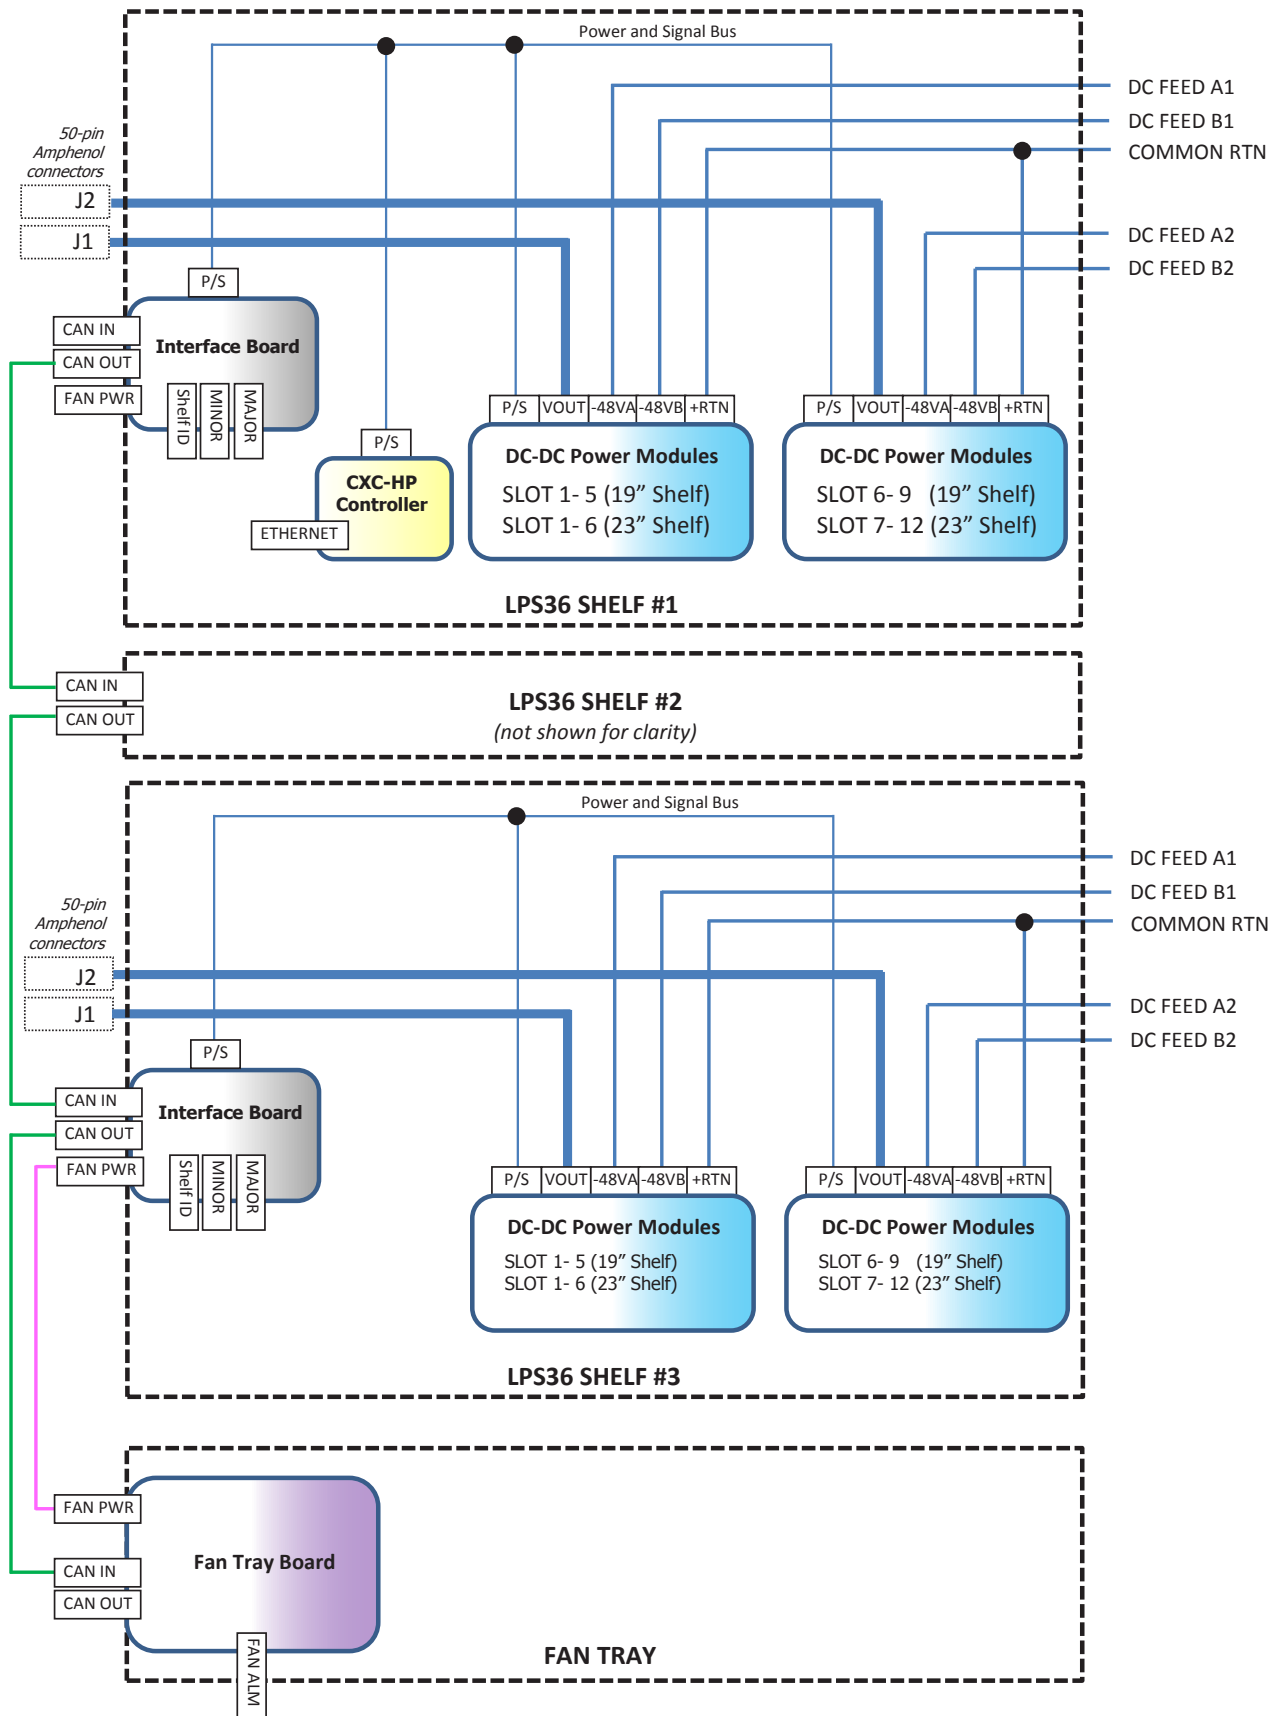 Power and Signal Bus
DC FEED A1
DC FEED B1
COMMON RTN
50-pin
Amphenol
connectors
J2
J1
DC FEED A2
DC FEED B2
P/S
CAN IN
CAN OUT
FAN PWR
Interface Board
Shelf ID
MINOR
MAJOR
P/S
CXC-HP
Controller
ETHERNET
P/S VOUT -48VA -48VB +RTN
DC-DC Power Modules
SLOT 1- 5 (19” Shelf)
SLOT 1- 6 (23” Shelf)
P/S VOUT -48VA -48VB +RTN
DC-DC Power Modules
SLOT 6- 9 (19” Shelf)
SLOT 7- 12 (23” Shelf)
LPS36 SHELF #1
CAN IN
CAN OUT
LPS36 SHELF #2
(not shown for clarity)
Power and Signal Bus
DC FEED A1
DC FEED B1
COMMON RTN
50-pin
Amphenol
connectors
J2
J1
DC FEED A2
DC FEED B2
P/S
CAN IN
CAN OUT
FAN PWR
Interface Board
Shelf ID
MINOR
MAJOR
P/S VOUT -48VA -48VB +RTN
DC-DC Power Modules
SLOT 1- 5 (19” Shelf)
SLOT 1- 6 (23” Shelf)
P/S VOUT -48VA -48VB +RTN
DC-DC Power Modules
SLOT 6- 9 (19” Shelf)
SLOT 7- 12 (23” Shelf)
LPS36 SHELF #3
FAN PWR
CAN IN
CAN OUT
Fan Tray Board
FAN ALM
FAN TRAY